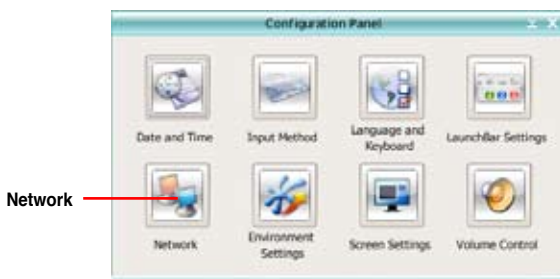 Configuration Panel
Date and Time
Input Method
Language and
Keyboard
LaunchBar Settings
Network
Network
Environment
Settings
Screen Settings
Volume Control